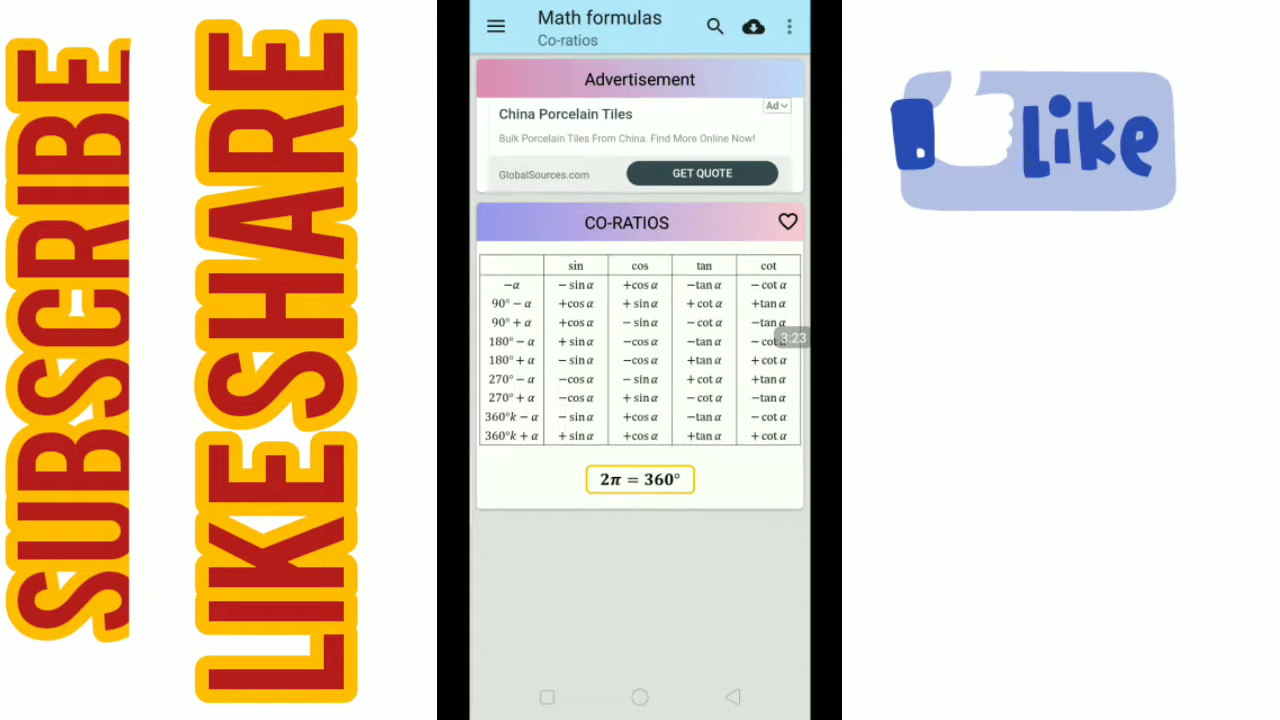 SUBSCRIBE
LIKE SHARE
Math formulas
Co-ratios
Advertisement
Ad
China Porcelain Tiles
Bulk Porcelain Tiles From China. Find More Online Now!
GlobalSources.com GET QUOTE
CO-RATIOS
sin cos tan cot
−α − sin α +cos α −tan α − cot α
90° − α +cos α + sin α + cot α +tan α
90° + α +cos α − sin α − cot α −tan α
180° − α + sin α −cos α −tan α − cot
180° + α − sin α −cos α +tan α + cot α
270° − α −cos α − sin α + cot α +tan α
270° + α −cos α + sin α − cot α −tan α
360°k − α − sin α +cos α −tan α − cot α
360°k + α + sin α +cos α +tan α + cot α
3:23
2π = 360°
Like